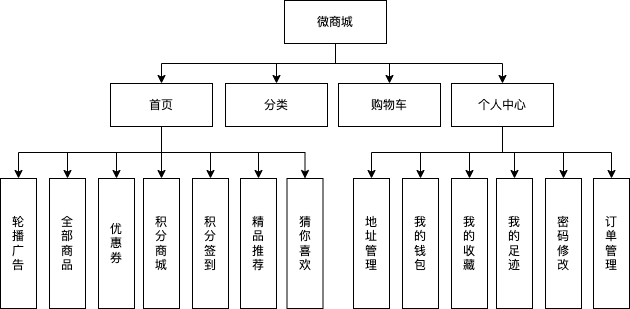 微商城
首页
分类
购物车
个人中心
轮播广告
全部商品
优惠券
积分商城
积分签到
精品推荐
猜你喜欢
地址管理
我的钱包
我的收藏
我的足迹
密码修改
订单管理